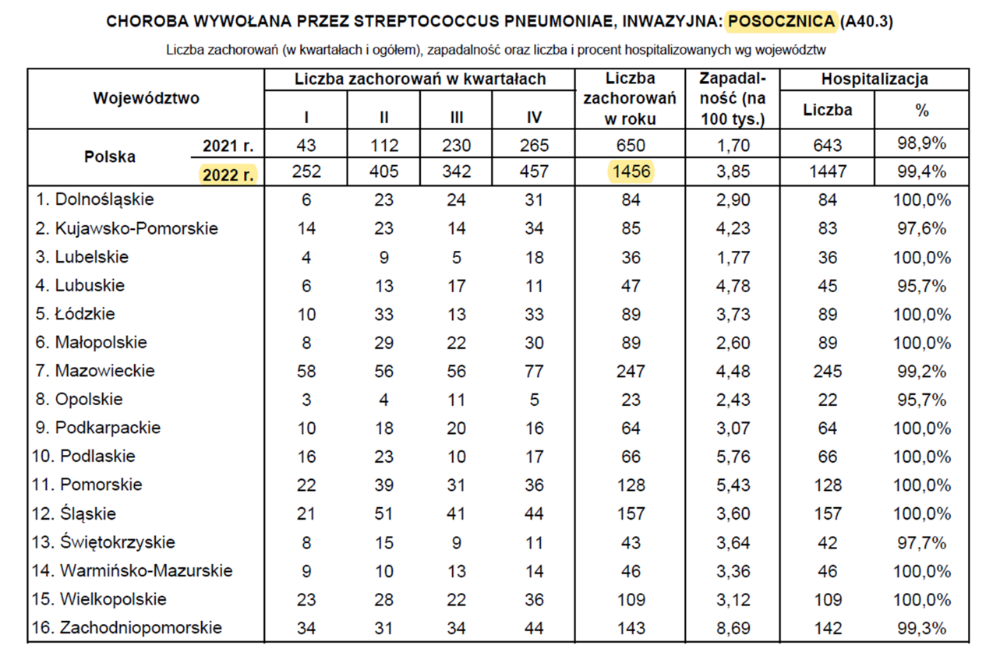 CHOROBA WYWOŁANA PRZEZ STREPTOCOCCUS PNEUMONIAE, INWAZYJNA: POSOCZNICA (A40.3)
Liczba zachorowań (w kwartałach i ogółem), zapadalność oraz liczba i procent hospitalizowanych wg województw
Województwo Liczba zachorowań w kwartałach Liczba zachorowań w roku Zapadal-ność (na 100 tys.) Hospitalizacja
I II III IV Liczba %
Polska 2021 r. 43 112 230 265 650 1,70 643 98,9%
2022 r. 252 405 342 457 1456 3,85 1447 99,4%
1. Dolnośląskie 6 23 24 31 84 2,90 84 100,0%
2. Kujawsko-Pomorskie 14 23 14 34 85 4,23 83 97,6%
3. Lubelskie 4 9 5 18 36 1,77 36 100,0%
4. Lubuskie 6 13 17 11 47 4,78 45 95,7%
5. Łódzkie 10 33 13 33 89 3,73 89 100,0%
6. Małopolskie 8 29 22 30 89 2,60 89 100,0%
7. Mazowieckie 58 56 56 77 247 4,48 245 99,2%
8. Opolskie 3 4 11 5 23 2,43 22 95,7%
9. Podkarpackie 10 18 20 16 64 3,07 64 100,0%
10. Podlaskie 16 23 10 17 66 5,76 66 100,0%
11. Pomorskie 22 39 31 36 128 5,43 128 100,0%
12. Śląskie 21 51 41 44 157 3,60 157 100,0%
13. Świętokrzyskie 8 15 9 11 43 3,64 42 97,7%
14. Warmińsko-Mazurskie 9 10 13 14 46 3,36 46 100,0%
15. Wielkopolskie 23 28 22 36 109 3,12 109 100,0%
16. Zachodniopomorskie 34 31 34 44 143 8,69 142 99,3%